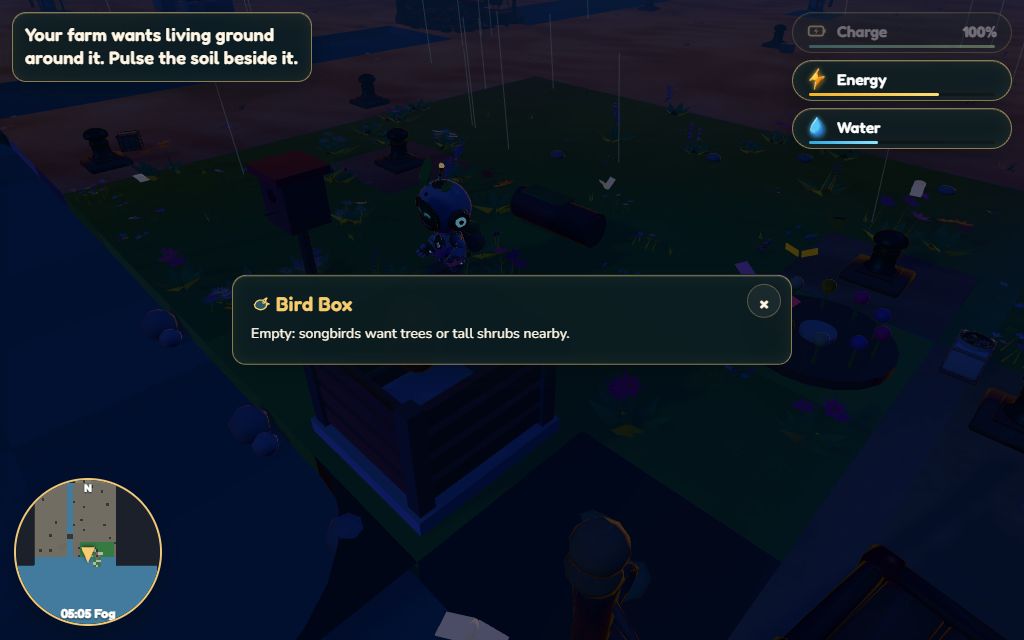 Your farm wants living ground
around it. Pulse the soil beside it.
Charge 100%
Energy
Water
Bird Box
Empty: songbirds want trees or tall shrubs nearby.
N
05:05 Fog